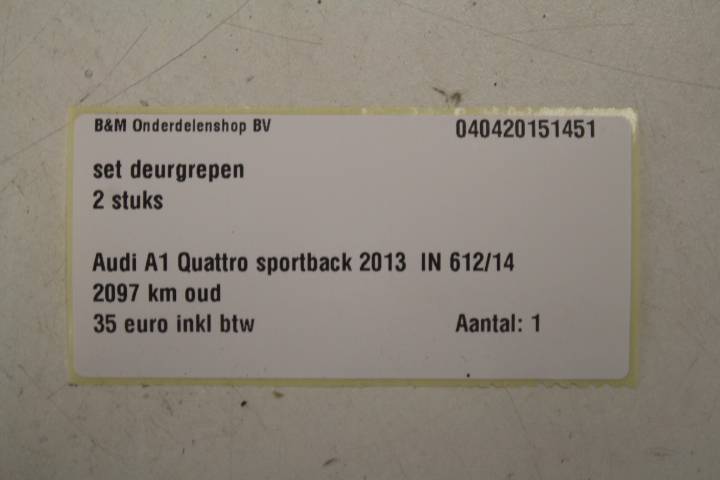 B&M Onderdelenshop BV 040420151451
set deurgrepen
2 stuks
Audi A1 Quattro sportback 2013 IN 612/14
2097 km oud
35 euro inkl btw Aantal: 1